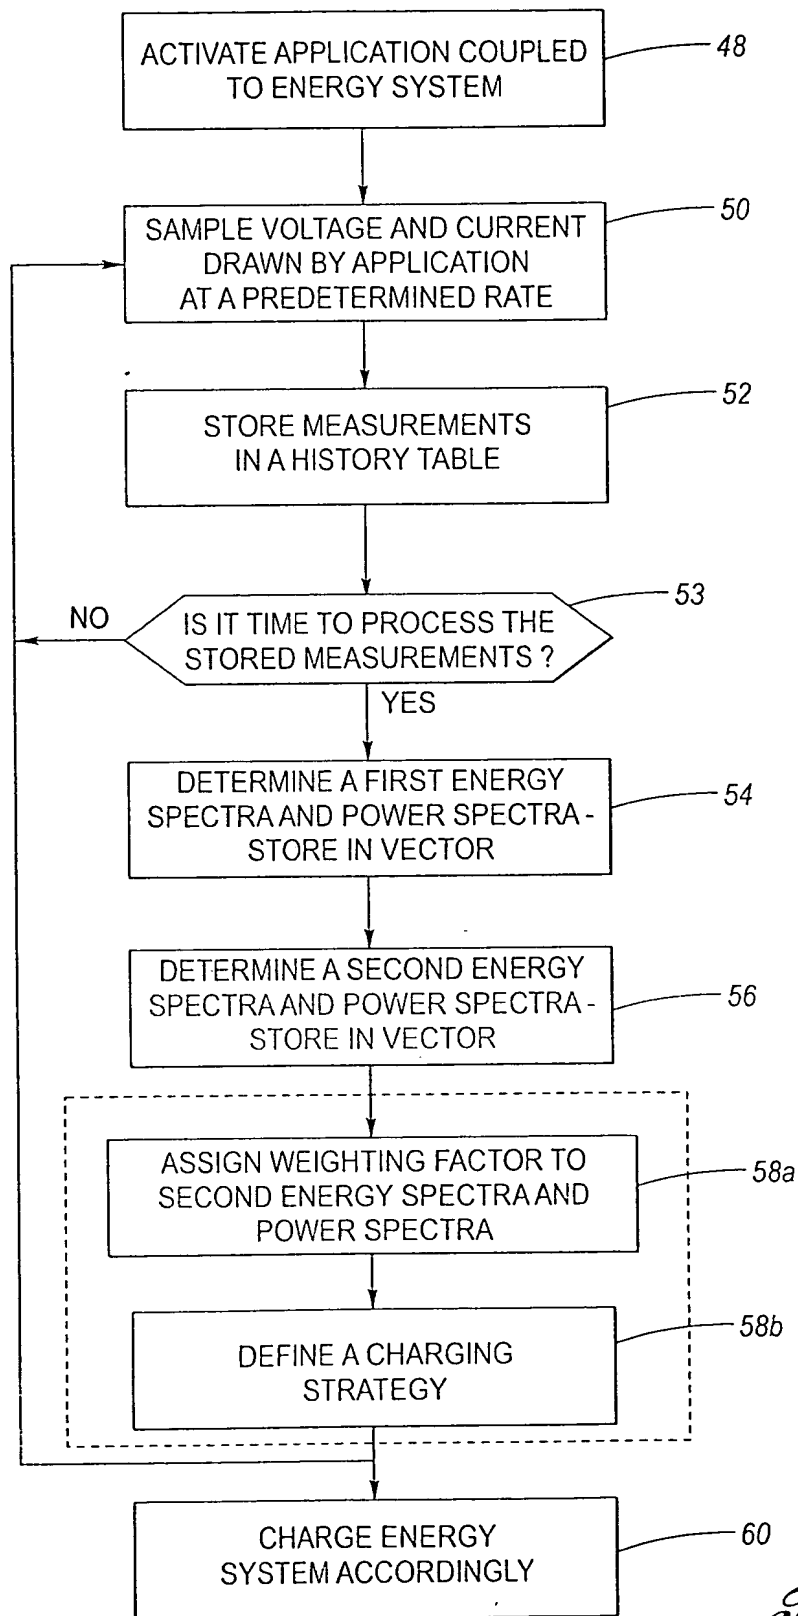 ACTIVATE APPLICATION COUPLED
TO ENERGY SYSTEM
48
SAMPLE VOLTAGE AND CURRENT
DRAWN BY APPLICATION
AT A PREDETERMINED RATE
50
STORE MEASUREMENTS
IN A HISTORY TABLE
52
NO
IS IT TIME TO PROCESS THE
STORED MEASUREMENTS ?
53
YES
DETERMINE A FIRST ENERGY
SPECTRA AND POWER SPECTRA -
STORE IN VECTOR
54
DETERMINE A SECOND ENERGY
SPECTRA AND POWER SPECTRA -
STORE IN VECTOR
56
ASSIGN WEIGHTING FACTOR TO
SECOND ENERGY SPECTRA AND
POWER SPECTRA
58a
DEFINE A CHARGING
STRATEGY
58b
CHARGE ENERGY
SYSTEM ACCORDINGLY
60